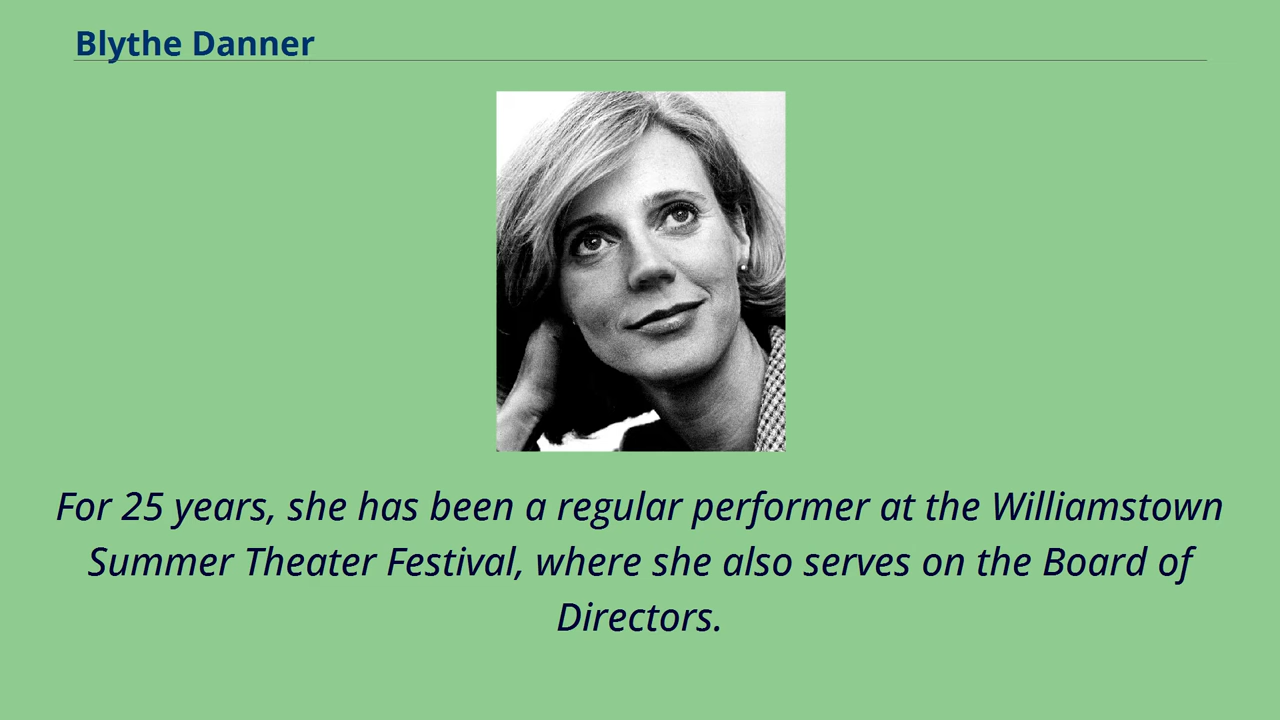 Blythe Danner
For 25 years, she has been a regular performer at the Williamstown
Summer Theater Festival, where she also serves on the Board of
Directors.